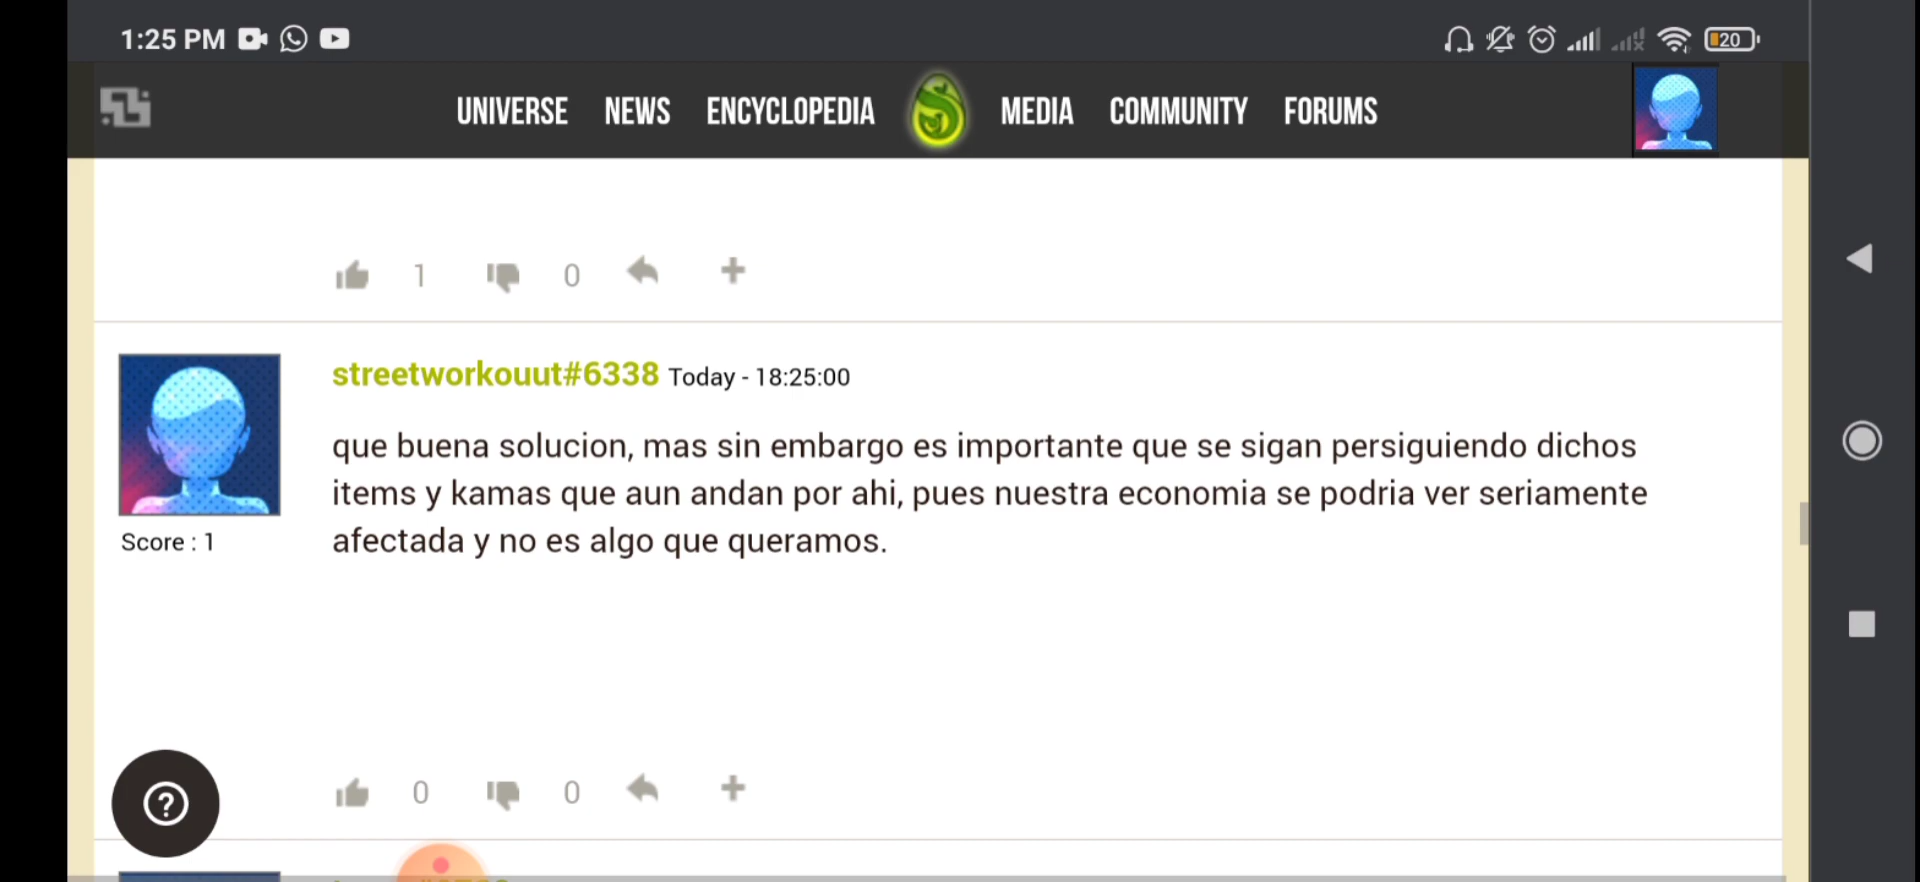 1:25 PM
20
UNIVERSE NEWS ENCYCLOPEDIA MEDIA COMMUNITY FORUMS
1 0
streetworkouut#6338 Today - 18:25:00
que buena solucion, mas sin embargo es importante que se sigan persiguiendo dichos
items y kamas que aun andan por ahi, pues nuestra economia se podria ver seriamente
afectada y no es algo que queramos.
Score : 1
0 0